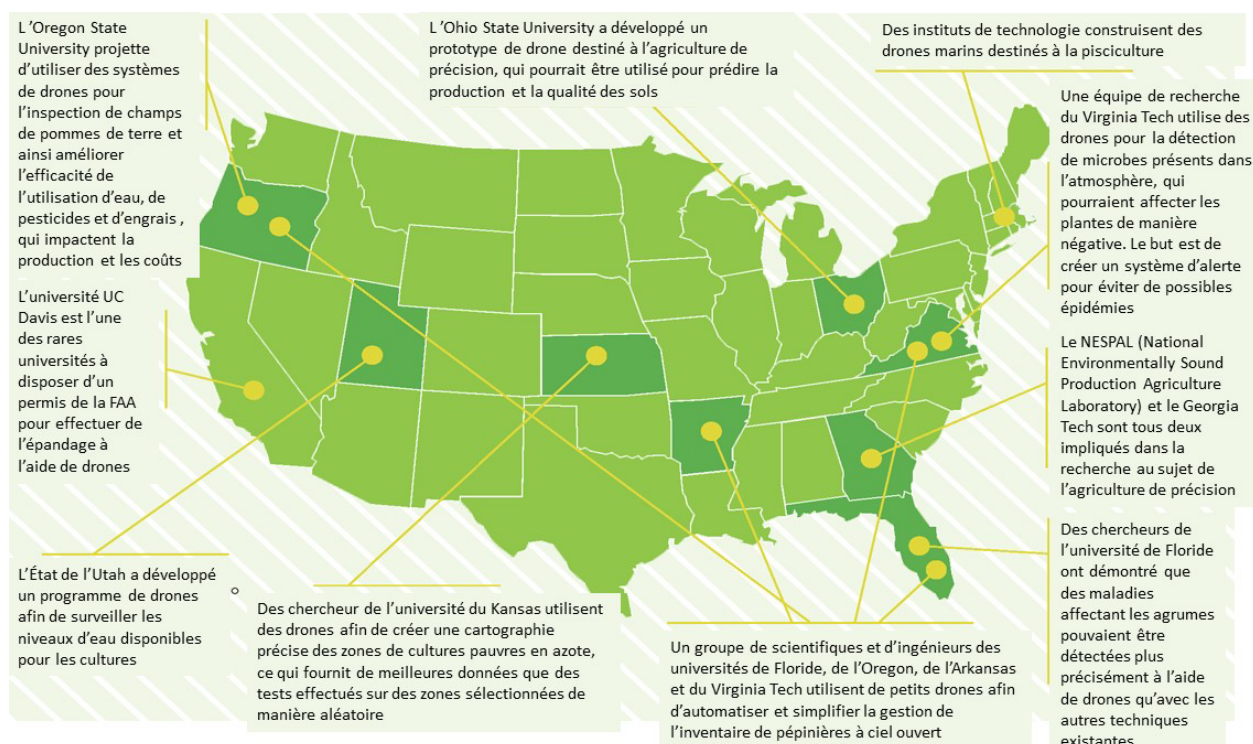 L 'Oregon State
University projette
d'utiliser des systèmes
de drones pour
l'inspection de champs
de pommes de terre et
ainsi améliorer
l'efficacité de
l'utilisation d'eau, de
pesticides et d'engrais ,
qui impactent la
production et les coûts
L'université UC
Davis est l'une
des rares
universités à
disposer d'un
permis de la FAA
pour effectuer de
l'épandage à
l'aide de drones
L'État de l'Utah a développé
un programme de drones
afin de surveiller les
niveaux d'eau disponibles
pour les cultures
L 'Ohio State University a développé un
prototype de drone destiné à l'agriculture de
précision, qui pourrait être utilisé pour prédire la
production et la qualité des sols
Des chercheur de l'université du Kansas utilisent
des drones afin de créer une cartographie
précise des zones de cultures pauvres en azote,
ce qui fournit de meilleures données que des
tests effectués sur des zones sélectionnées de
manière aléatoire
Un groupe de scientifiques et d'ingénieurs des
universités de Floride, de l'Oregon, de l'Arkansas
et du Virginia Tech utilisent de petits drones afin
d'automatiser et simplifier la gestion de
l'inventaire de pépinières à ciel ouvert
Des instituts de technologie construisent des
drones marins destinés à la pisciculture
Une équipe de recherche
du Virginia Tech utilise des
drones pour la détection
de microbes présents dans
l'atmosphère, qui
pourraient affecter les
plantes de manière
négative. Le but est de
créer un système d'alerte
pour éviter de possibles
épidémies
Le NESPAL (National
Environmentally Sound
Production Agriculture
Laboratory) et le Georgia
Tech sont tous deux
impliqués dans la
recherche au sujet de
l'agriculture de précision
Des chercheurs de
l'université de Floride
ont démontré que
des maladies
affectant les agrumes
pouvaient être
détectées plus
précisément à l'aide
de drones qu'avec les
autres techniques
existantes